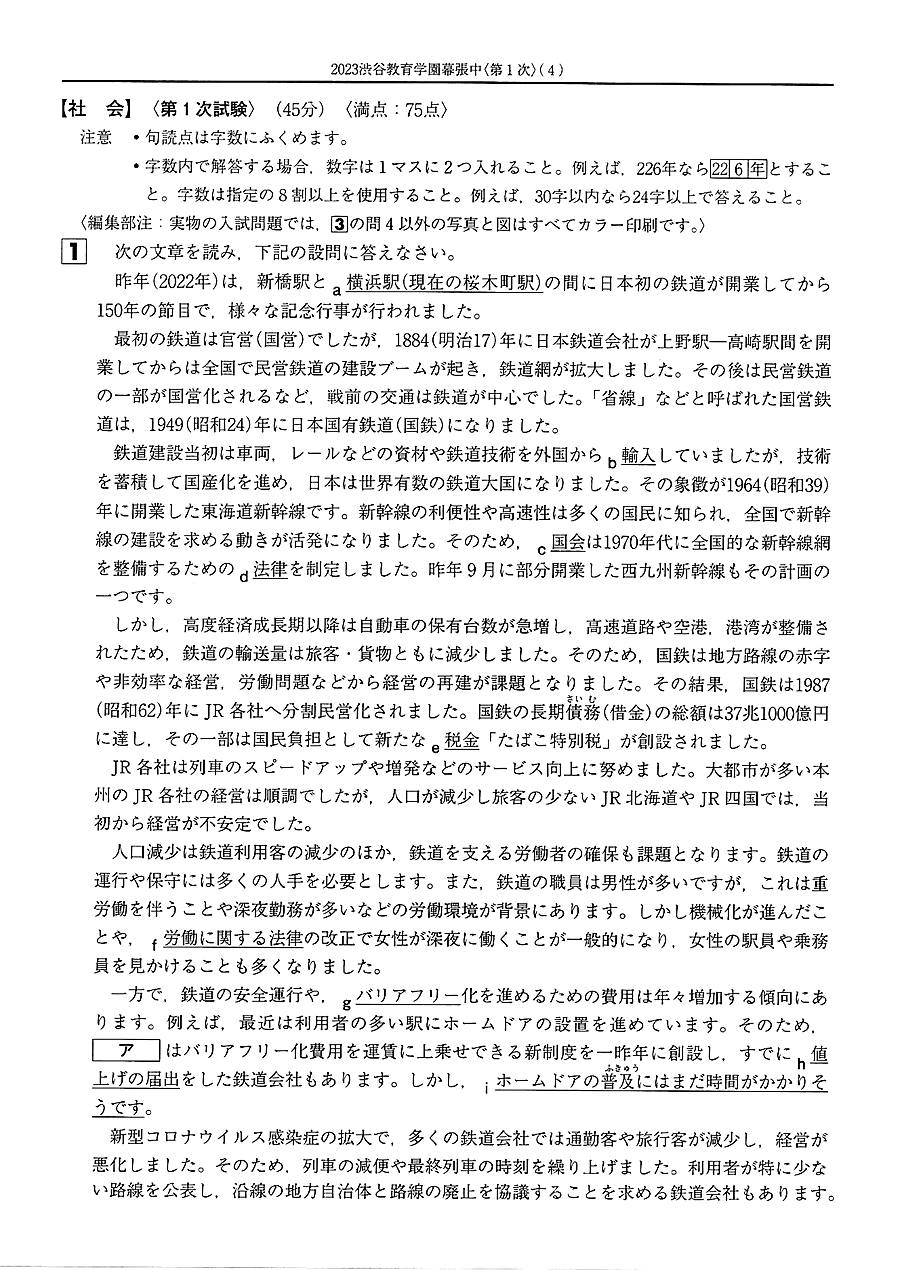 2023渋谷教育学園幕張中〈第1次〉(4)
【社 会】〈第1次試験〉(45分)〈満点:75点〉
注意 ・句読点は字数にふくめます。
・字数内で解答する場合,数字は1マスに2つ入れること。例えば,226年なら22 6 年とするこ
と。字数は指定の8割以上を使用すること。例えば,30字以内なら24字以上で答えること。
〈編集部注:実物の入試問題では,3の問4以外の写真と図はすべてカラー印刷です。〉
1 次の文章を読み,下記の設問に答えなさい。
昨年(2022年)は,新橋駅とa横浜駅(現在の桜木町駅)の間に日本初の鉄道が開業してから
150年の節目で,様々な記念行事が行われました。
最初の鉄道は官営(国営)でしたが,1884(明治17)年に日本鉄道会社が上野駅―高崎駅間を開
業してからは全国で民営鉄道の建設ブームが起き,鉄道網が拡大しました。その後は民営鉄道
の一部が国営化されるなど,戦前の交通は鉄道が中心でした。「省線」などと呼ばれた国営鉄
道は,1949(昭和24)年に日本国有鉄道(国鉄)になりました。
鉄道建設当初は車両,レールなどの資材や鉄道技術を外国からb輸入していましたが,技術
を蓄積して国産化を進め,日本は世界有数の鉄道大国になりました。その象徴が1964(昭和39)
年に開業した東海道新幹線です。新幹線の利便性や高速性は多くの国民に知られ,全国で新幹
線の建設を求める動きが活発になりました。そのため,c国会は1970年代に全国的な新幹線網
を整備するためのd法律を制定しました。昨年9月に部分開業した西九州新幹線もその計画の
一つです。
しかし,高度経済成長期以降は自動車の保有台数が急増し,高速道路や空港,港湾が整備さ
れたため,鉄道の輸送量は旅客・貨物ともに減少しました。そのため,国鉄は地方路線の赤字
や非効率な経営,労働問題などから経営の再建が課題となりました。その結果,国鉄は1987
さいむ
(昭和62)年にJR各社へ分割民営化されました。国鉄の長期債務(借金)の総額は37兆1000億円
に達し,その一部は国民負担として新たなe税金「たばこ特別税」が創設されました。
JR各社は列車のスピードアップや増発などのサービス向上に努めました。大都市が多い本
州のJR各社の経営は順調でしたが,人口が減少し旅客の少ないJR北海道やJR四国では,当
初から経営が不安定でした。
人口減少は鉄道利用客の減少のほか,鉄道を支える労働者の確保も課題となります。鉄道の
運行や保守には多くの人手を必要とします。また,鉄道の職員は男性が多いですが,これは重
労働を伴うことや深夜勤務が多いなどの労働環境が背景にあります。しかし機械化が進んだこ
とや,f労働に関する法律の改正で女性が深夜に働くことが一般的になり,女性の駅員や乗務
員を見かけることも多くなりました。
一方で,鉄道の安全運行や,gバリアフリー化を進めるための費用は年々増加する傾向にあ
ります。例えば,最近は利用者の多い駅にホームドアの設置を進めています。そのため,
アはバリアフリー化費用を運賃に上乗せできる新制度を一昨年に創設し,すでにh値
ふきゅう
上げの届出をした鉄道会社もあります。しかし,iホームドアの普及にはまだ時間がかかりそ
うです。
新型コロナウイルス感染症の拡大で,多くの鉄道会社では通勤客や旅行客が減少し,経営が
悪化しました。そのため,列車の減便や最終列車の時刻を繰り上げました。利用者が特に少な
い路線を公表し,沿線の地方自治体と路線の廃止を協議することを求める鉄道会社もあります。